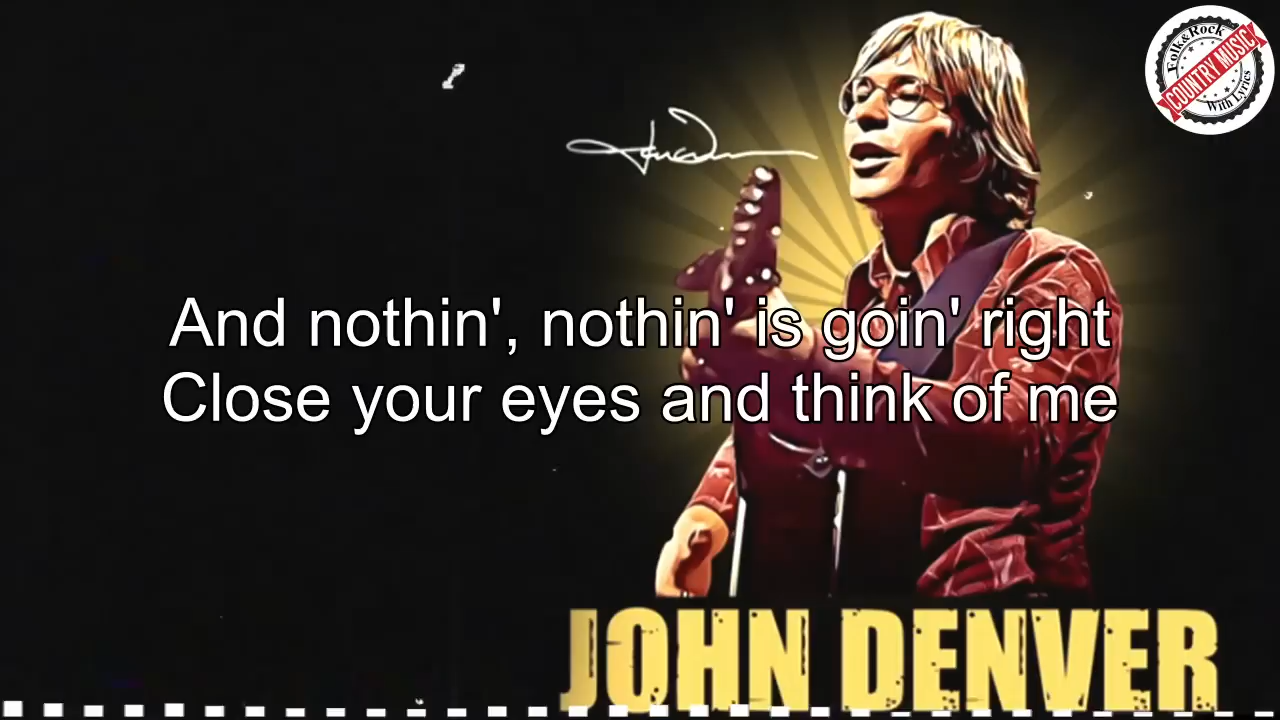 Folk&Rock
COUNTRY MUSIC
With Lyrics
And nothin', nothin' is goin' right
Close your eyes and think of me
JOHN DENVER